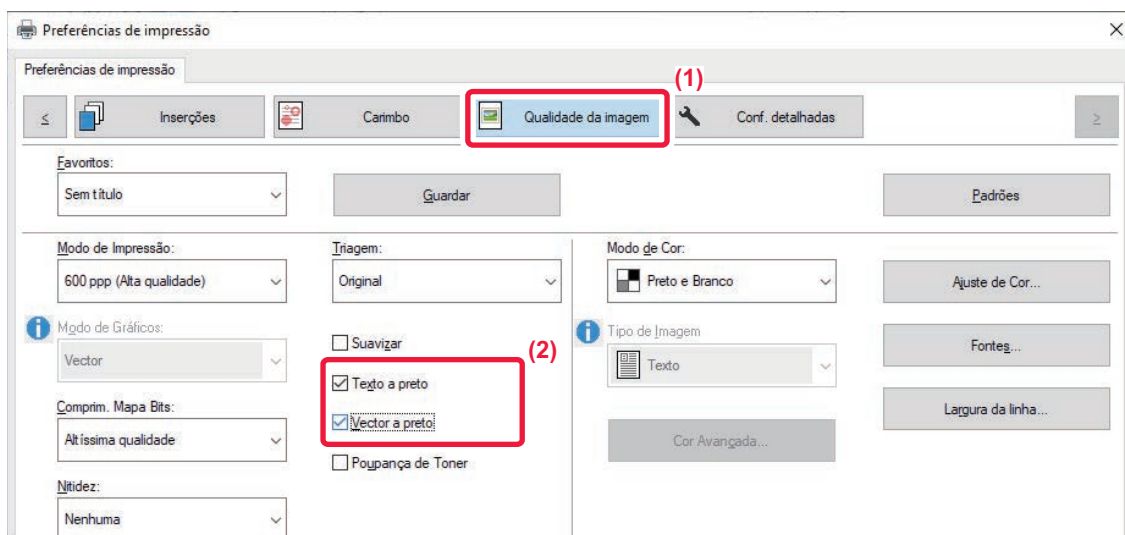 Preferências de impressão
Preferências de impressão
(1)
< Inserções Carimbo Qualidade da imagem Conf. detalhadas >
Favoritos:
Sem título Guardar Padrões
Modo de Impressão: Triagem: Modo de Cor:
600 ppp (Alta qualidade) Original Preto e Branco Ajuste de Cor...
Modo de Gráficos: Suavizar (2) Tipo de Imagem Fontes...
Vector Texto a preto Texto
Comprim. Mapa Bits: Vector a preto Largura da linha...
Altíssima qualidade Cor Avançada...
Poupança de Toner
Nitidez:
Nenhuma